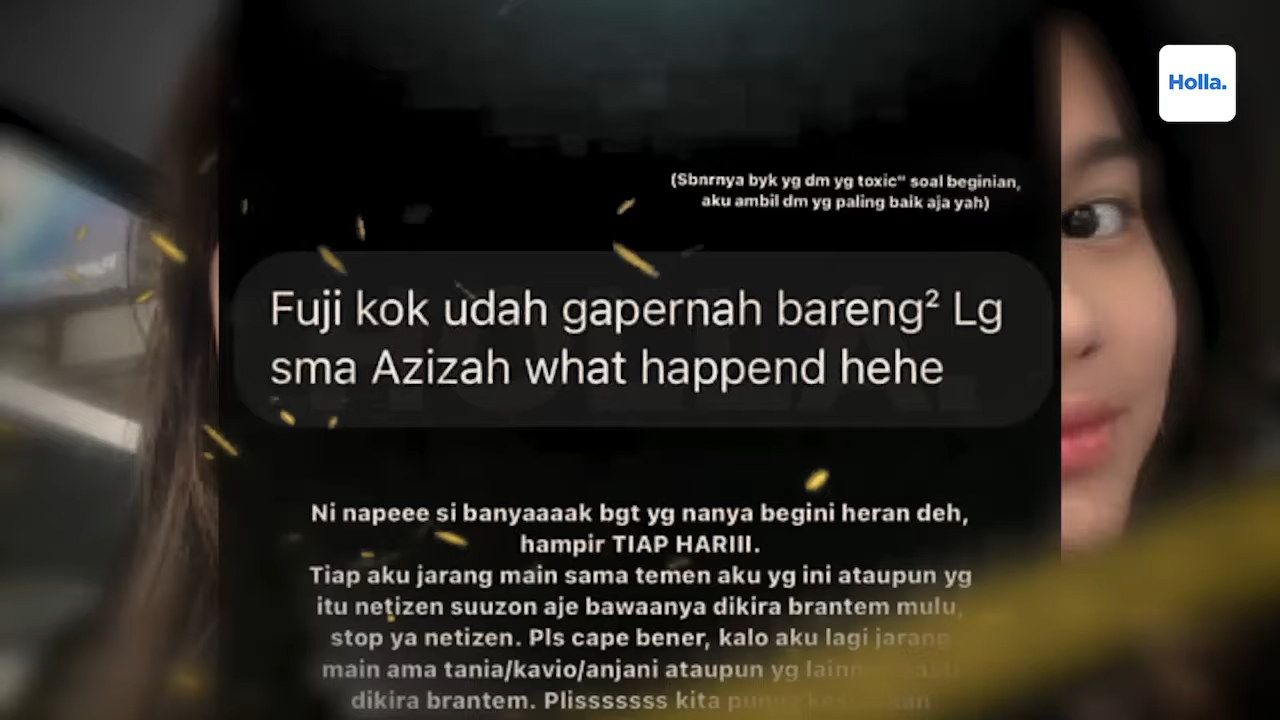 Holla.
(Sbnrnya byk yg dm yg toxic" soal beginian,
aku ambil dm yg paling baik aja yah)
Fuji kok udah gapernah bareng² Lg
sma Azizah what happend hehe
Ni napeee si banyaaaak bgt yg nanya begini heran deh,
hampir TIAP HARIII.
Tiap aku jarang main sama temen aku yg ini ataupun yg
itu netizen suuzon aje bawaanya dikira brantem mulu,
stop ya netizen. Pls cape bener, kalo aku lagi jarang
main ama tania/kavio/anjani ataupun yg
dikira brantem. Plisssssss kita